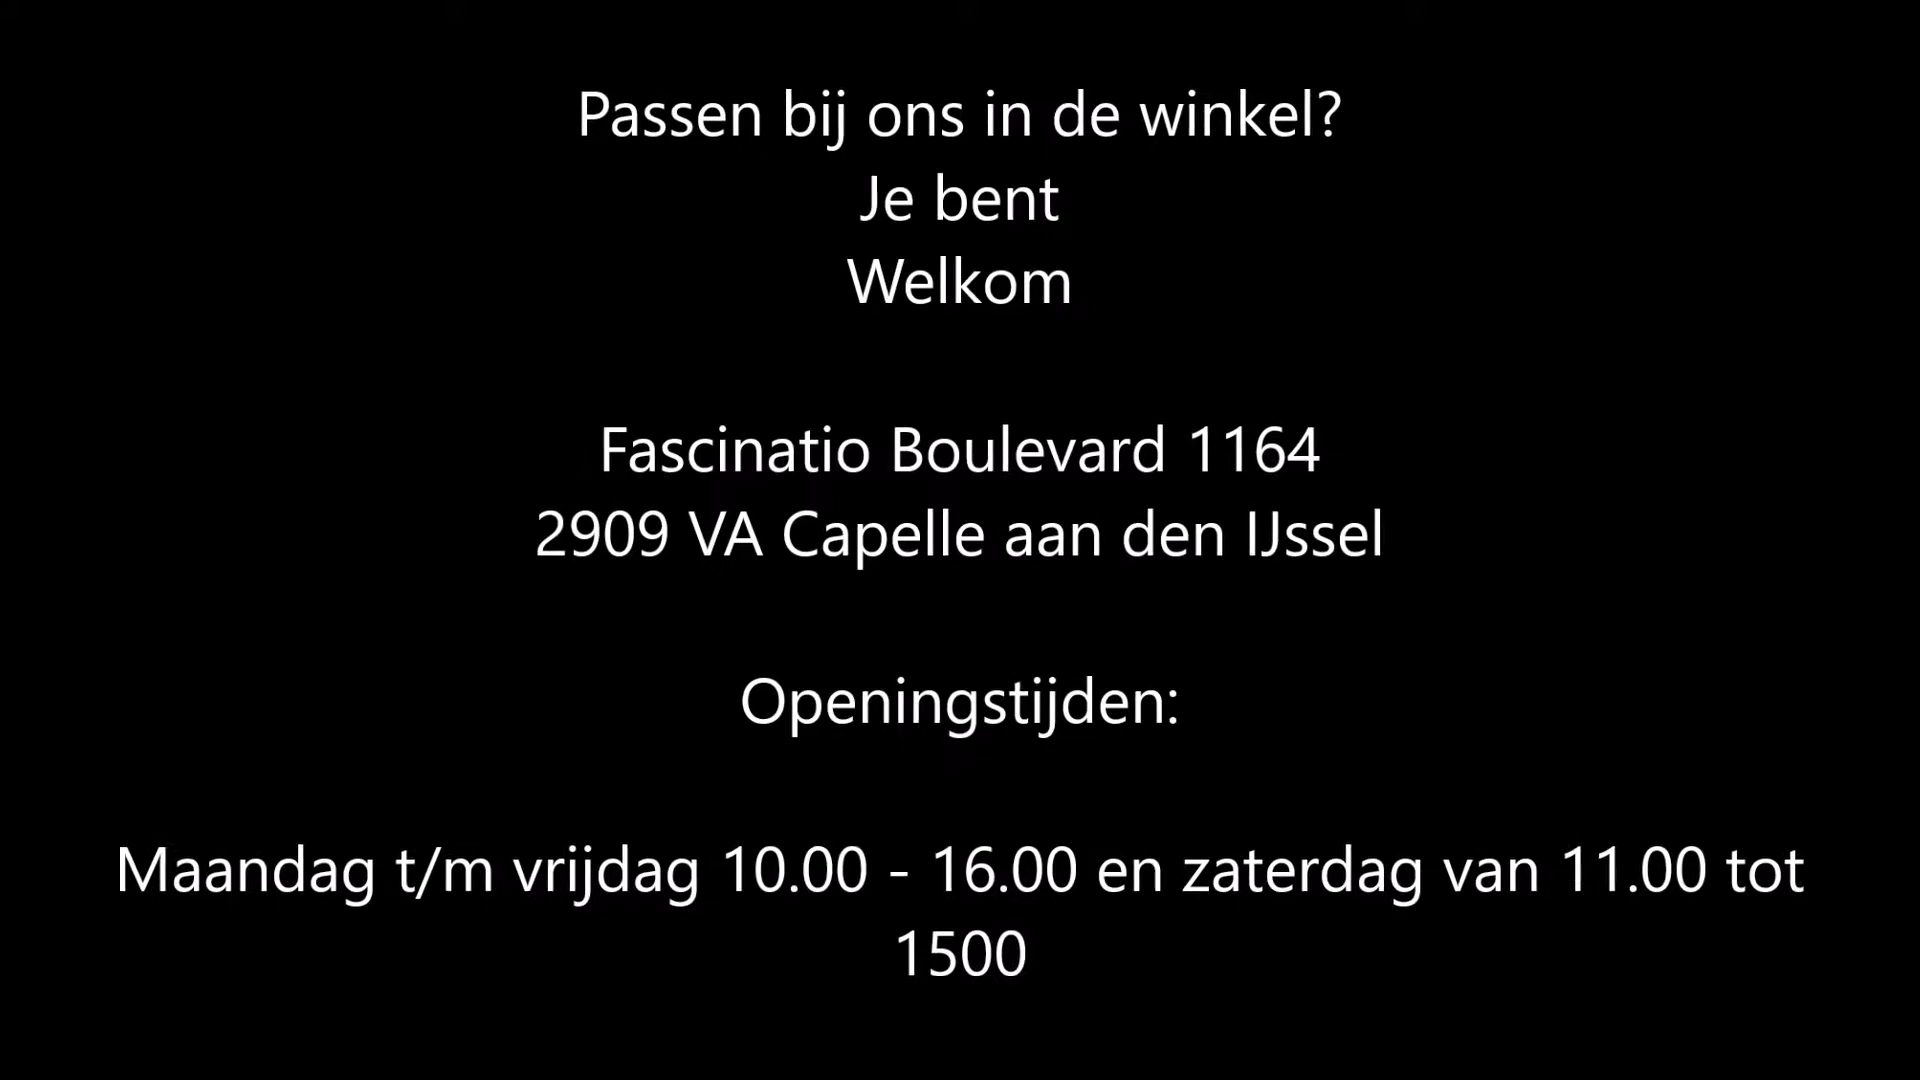 Passen bij ons in de winkel?
Je bent
Welkom
Fascinatio Boulevard 1164
2909 VA Capelle aan den IJssel
Openingstijden:
Maandag t/m vrijdag 10.00 - 16.00 en zaterdag van 11.00 tot
1500